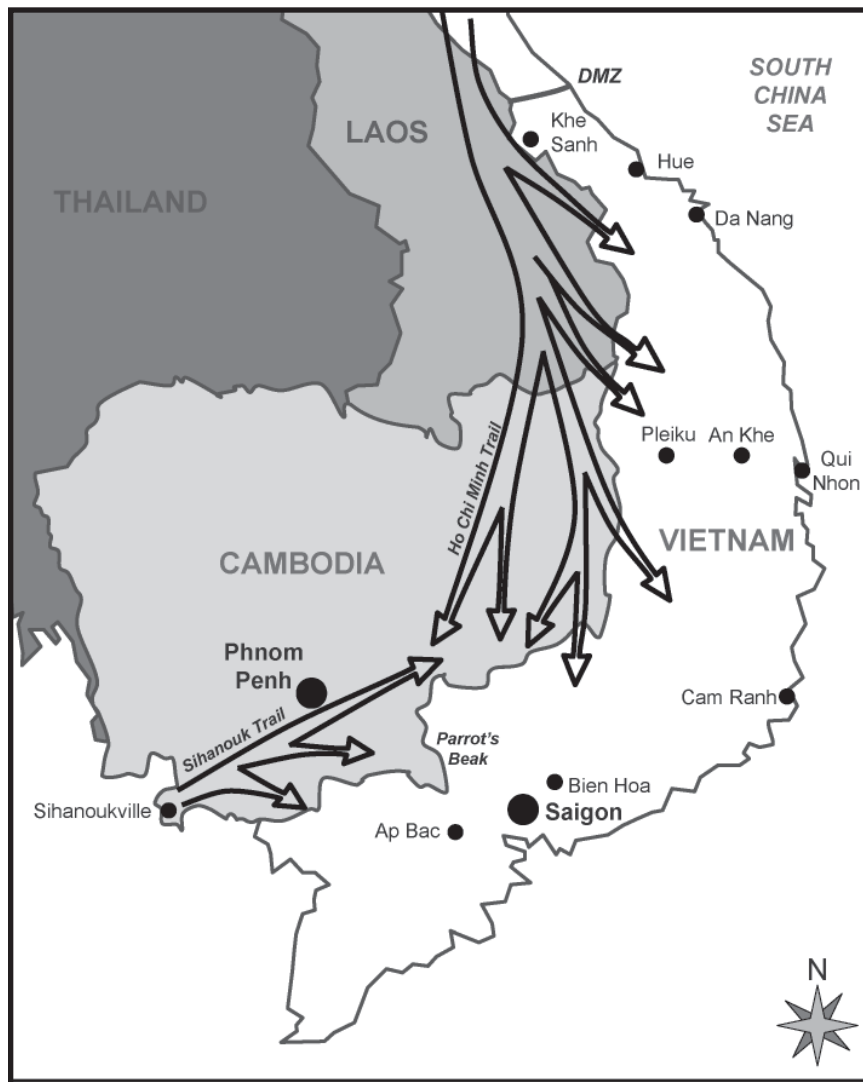 DMZ
SOUTH
CHINA
SEA
LAOS
Khe
Sanh
Hue
THAILAND
Da Nang
Pleiku
An Khe
Qui
Nhon
Ho Chi Minh Trail
VIETNAM
CAMBODIA
Phnom
Penh
Cam Ranh
Sihanouk Trail
Parrot's
Beak
Bien Hoa
Sihanoukville
Saigon
Ap Bac
N